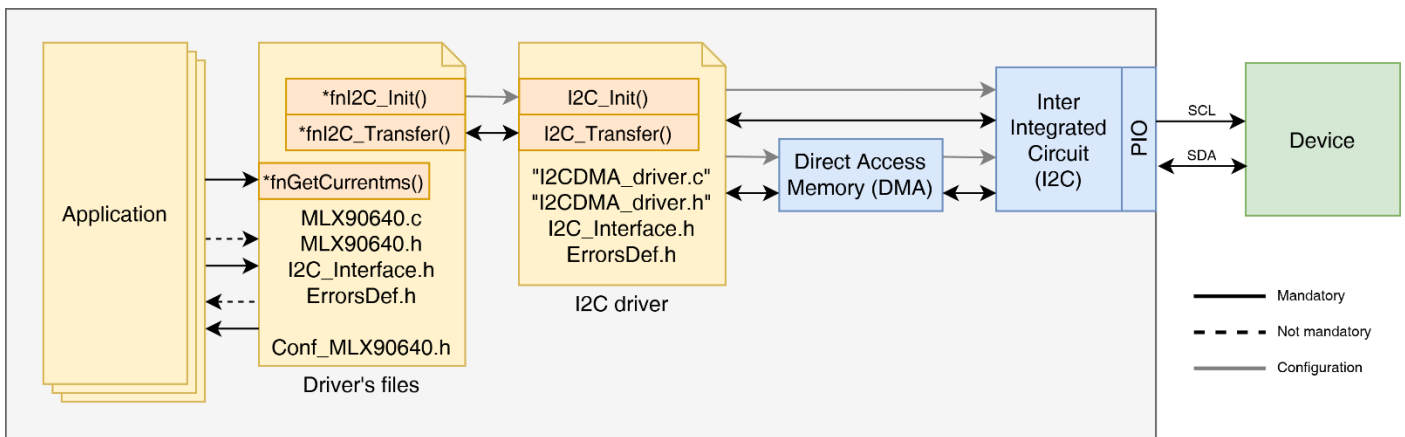 Application
*fnI2C_Init()
*fnI2C_Transfer()
*fnGetCurrentms()
MLX90640.c
MLX90640.h
I2C_Interface.h
ErrorsDef.h
Conf_MLX90640.h
Driver's files
I2C_Init()
I2C_Transfer()
"I2CDMA_driver.c"
"I2CDMA_driver.h"
I2C_Interface.h
ErrorsDef.h
I2C driver
Direct Access
Memory (DMA)
Inter
Integrated
Circuit
(I2C)
PIO
SCL
SDA
Device
Mandatory
Not mandatory
Configuration